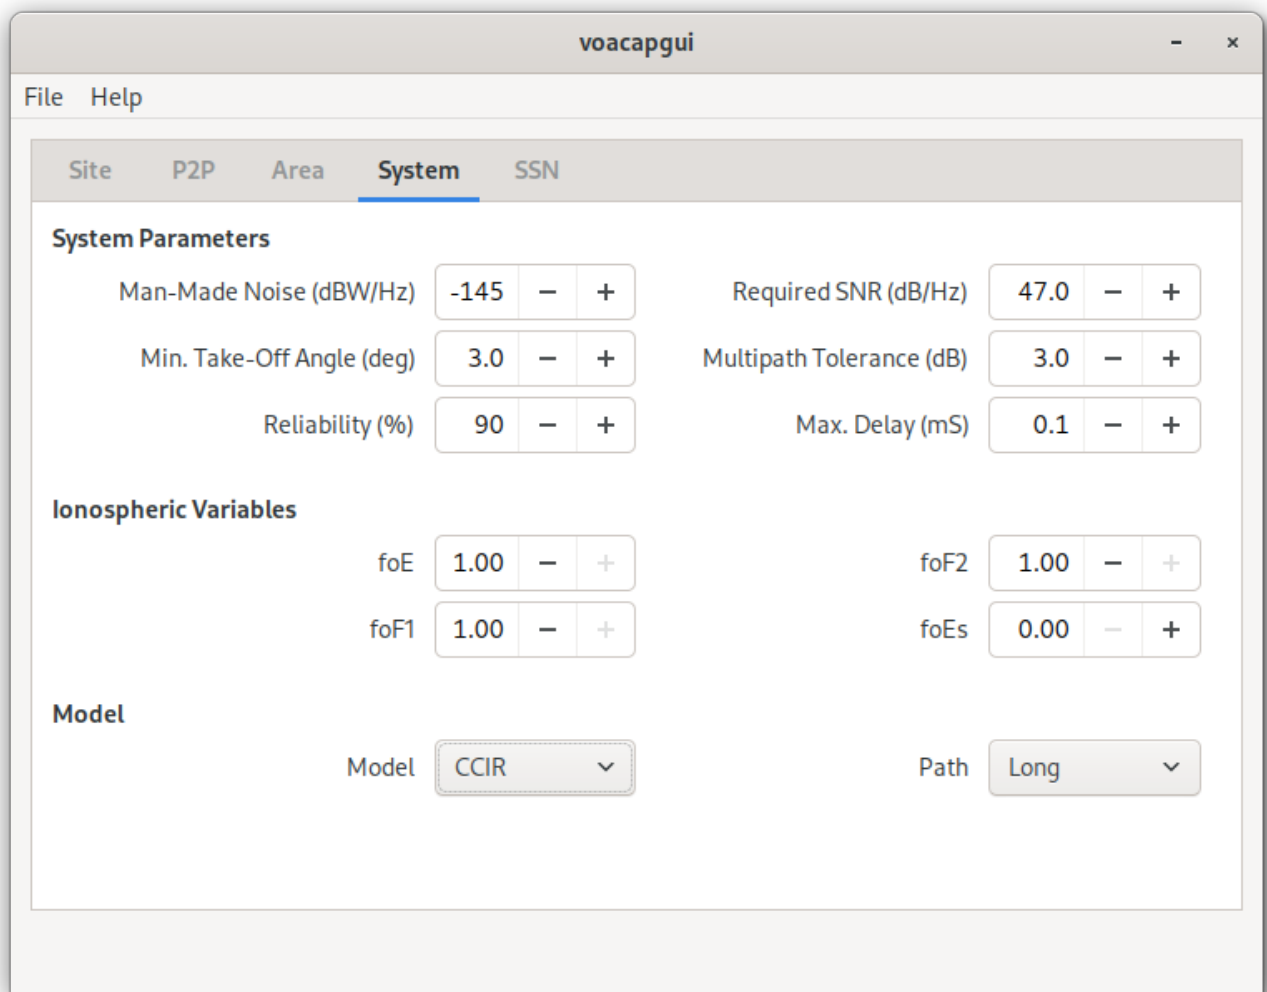 voacapgui
File Help
Site P2P Area System SSN
System Parameters
Man-Made Noise (dBW/Hz) -145 − + Required SNR (dB/Hz) 47.0 − +
Min. Take-Off Angle (deg) 3.0 − + Multipath Tolerance (dB) 3.0 − +
Reliability (%) 90 − + Max. Delay (mS) 0.1 − +
Ionospheric Variables
foE 1.00 − + foF2 1.00 − +
foF1 1.00 − + foEs 0.00 − +
Model
Model CCIR Path Long